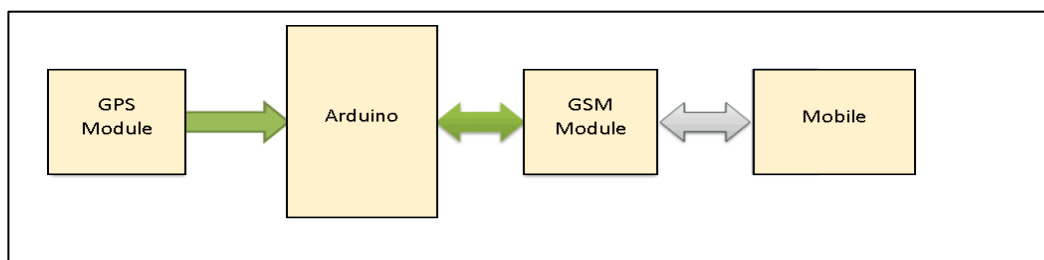 GPS
Module
Arduino
GSM
Module
Mobile